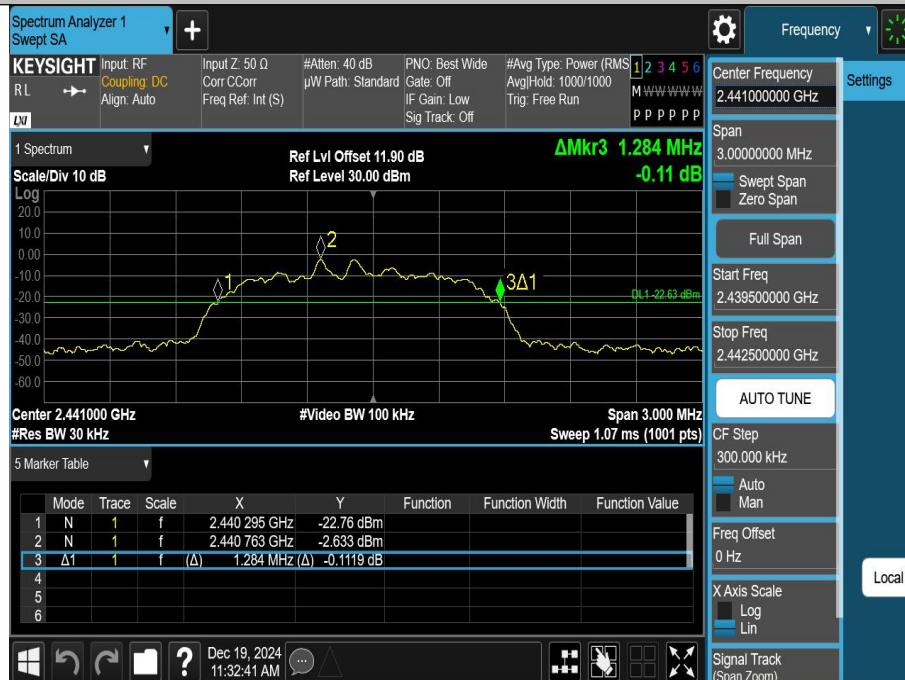 Spectrum Analyzer 1
Swept SA
+
Frequency
KEYSIGHT
RL
LXI
Input: RF
Coupling: DC
Align: Auto
Input Z: 50 Ω
Corr CCorr
Freq Ref: Int (S)
#Atten: 40 dB
µW Path: Standard
PNO: Best Wide
Gate: Off
IF Gain: Low
Sig Track: Off
#Avg Type: Power (RMS
Avg|Hold: 1000/1000
Trig: Free Run
1 2 3 4 5 6
M W W W W W
P P P P P P
1 Spectrum
Scale/Div 10 dB
Ref Lvl Offset 11.90 dB
Ref Level 30.00 dBm
ΔMkr3 1.284 MHz
-0.11 dB
Log
20.0
10.0
0.00
-10.0
-20.0
-30.0
-40.0
-50.0
-60.0
1
2
3Δ1
DL1 -22.63 dBm
Center 2.441000 GHz
#Video BW 100 kHz
Span 3.000 MHz
#Res BW 30 kHz
Sweep 1.07 ms (1001 pts)
5 Marker Table
Mode Trace Scale X Y Function Function Width Function Value
1 N 1 f 2.440 295 GHz -22.76 dBm
2 N 1 f 2.440 763 GHz -2.633 dBm
3 Δ1 1 f (Δ) 1.284 MHz (Δ) -0.1119 dB
4
5
6
?
Dec 19, 2024
11:32:41 AM
Center Frequency
2.441000000 GHz
Span
3.00000000 MHz
Swept Span
Zero Span
Full Span
Start Freq
2.439500000 GHz
Stop Freq
2.442500000 GHz
AUTO TUNE
CF Step
300.000 kHz
Auto
Man
Freq Offset
0 Hz
X Axis Scale
Log
Lin
Signal Track
(Span Zoom)
Settings
Local